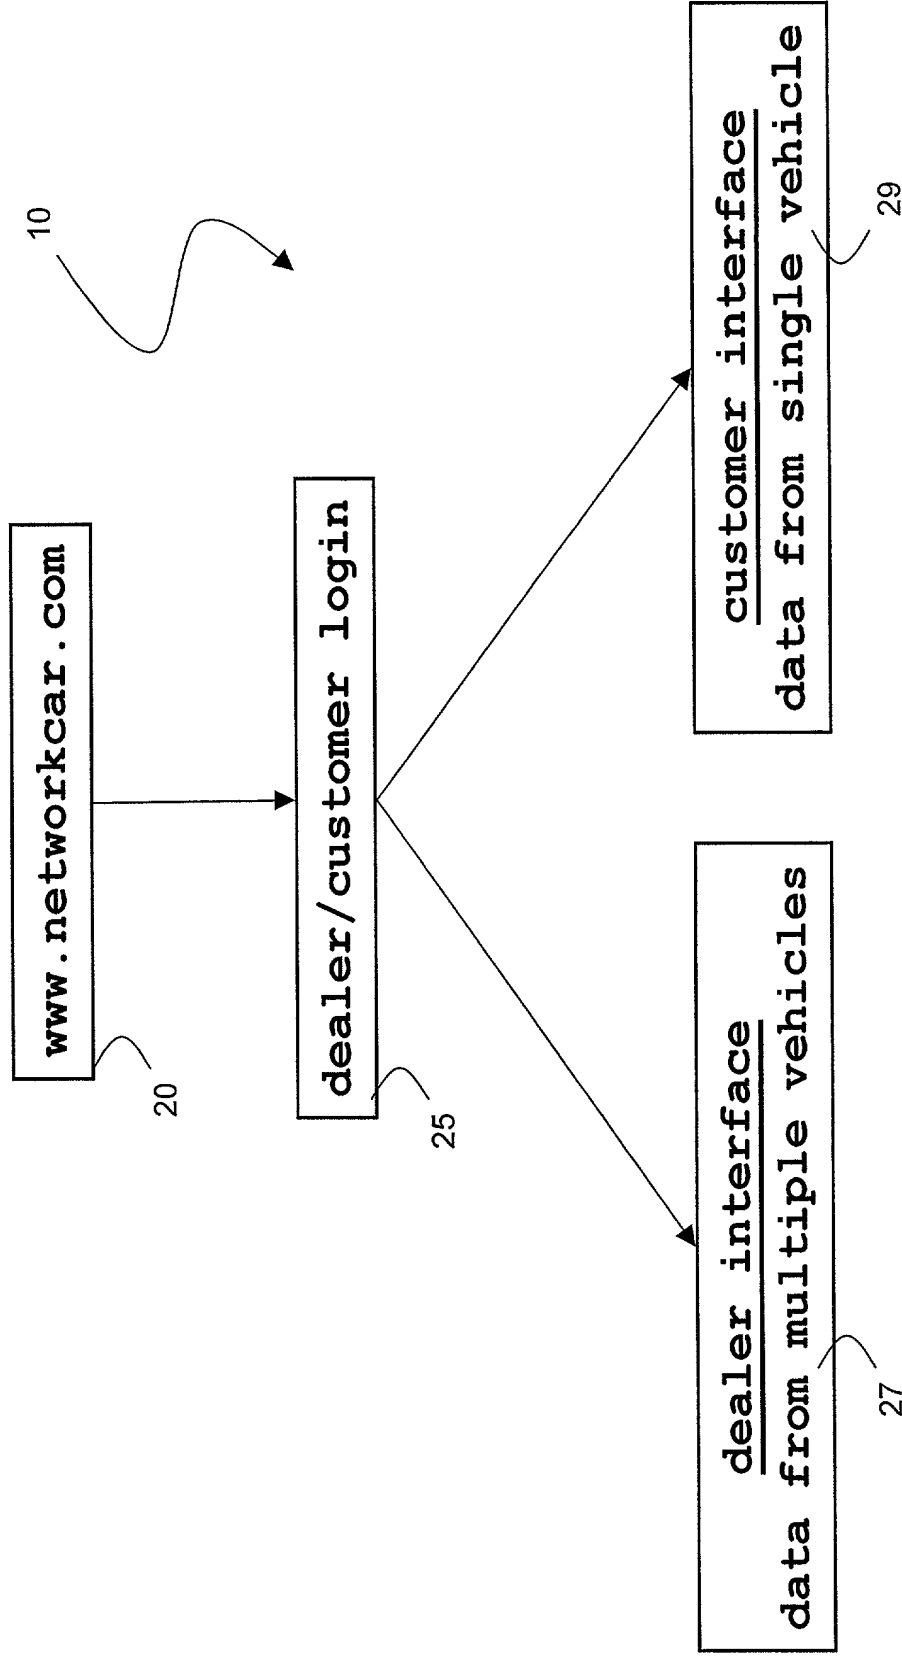 10
www.networkcar.com
20
dealer/customer login
25
dealer interface
data from multiple vehicles
27
customer interface
data from single vehicle
29